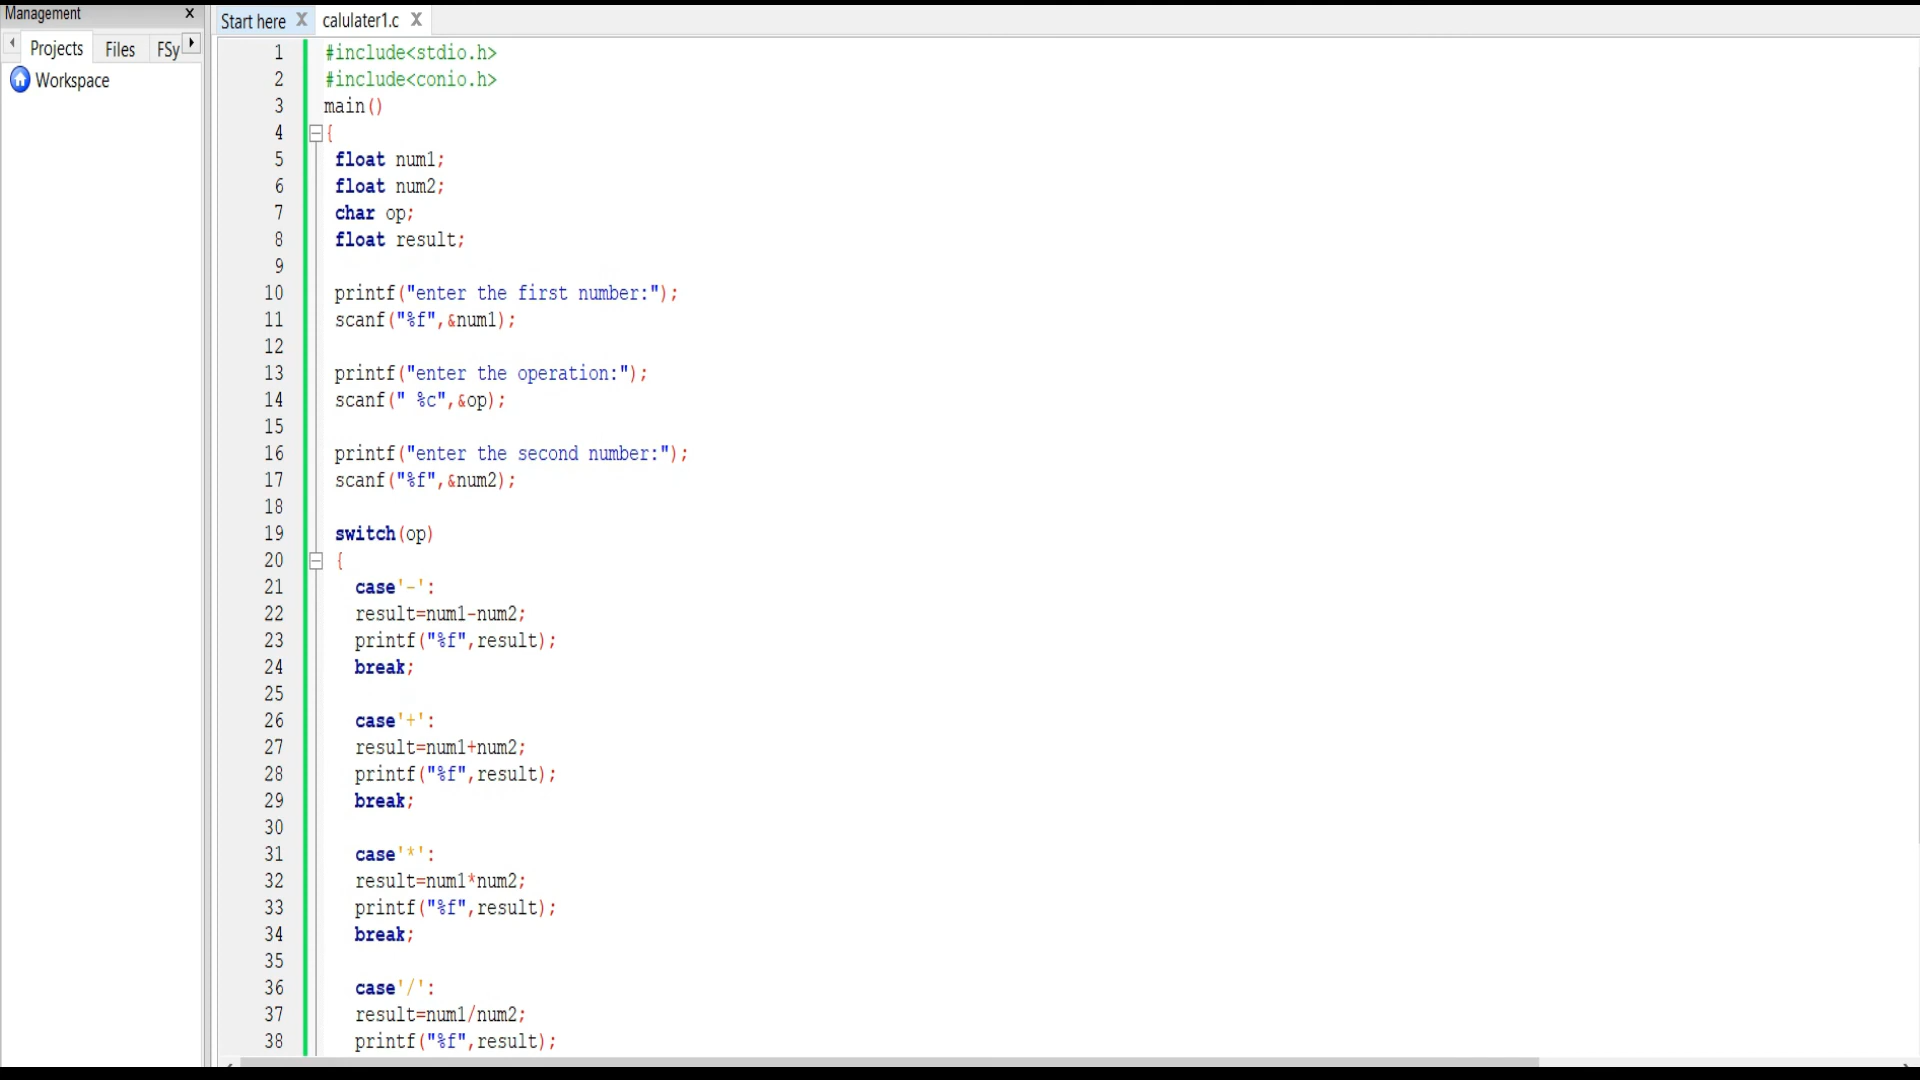 Management
Start here
calulater1.c
Projects
Files
FSy
Workspace
1 #include<stdio.h>
2 #include<conio.h>
3 main()
4 {
5 float num1;
6 float num2;
7 char op;
8 float result;
9
10 printf("enter the first number:");
11 scanf("%f",&num1);
12
13 printf("enter the operation:");
14 scanf(" %c",&op);
15
16 printf("enter the second number:");
17 scanf("%f",&num2);
18
19 switch(op)
20 {
21 case'-':
22 result=num1-num2;
23 printf("%f",result);
24 break;
25
26 case'+':
27 result=num1+num2;
28 printf("%f",result);
29 break;
30
31 case'*':
32 result=num1*num2;
33 printf("%f",result);
34 break;
35
36 case'/':
37 result=num1/num2;
38 printf("%f",result);